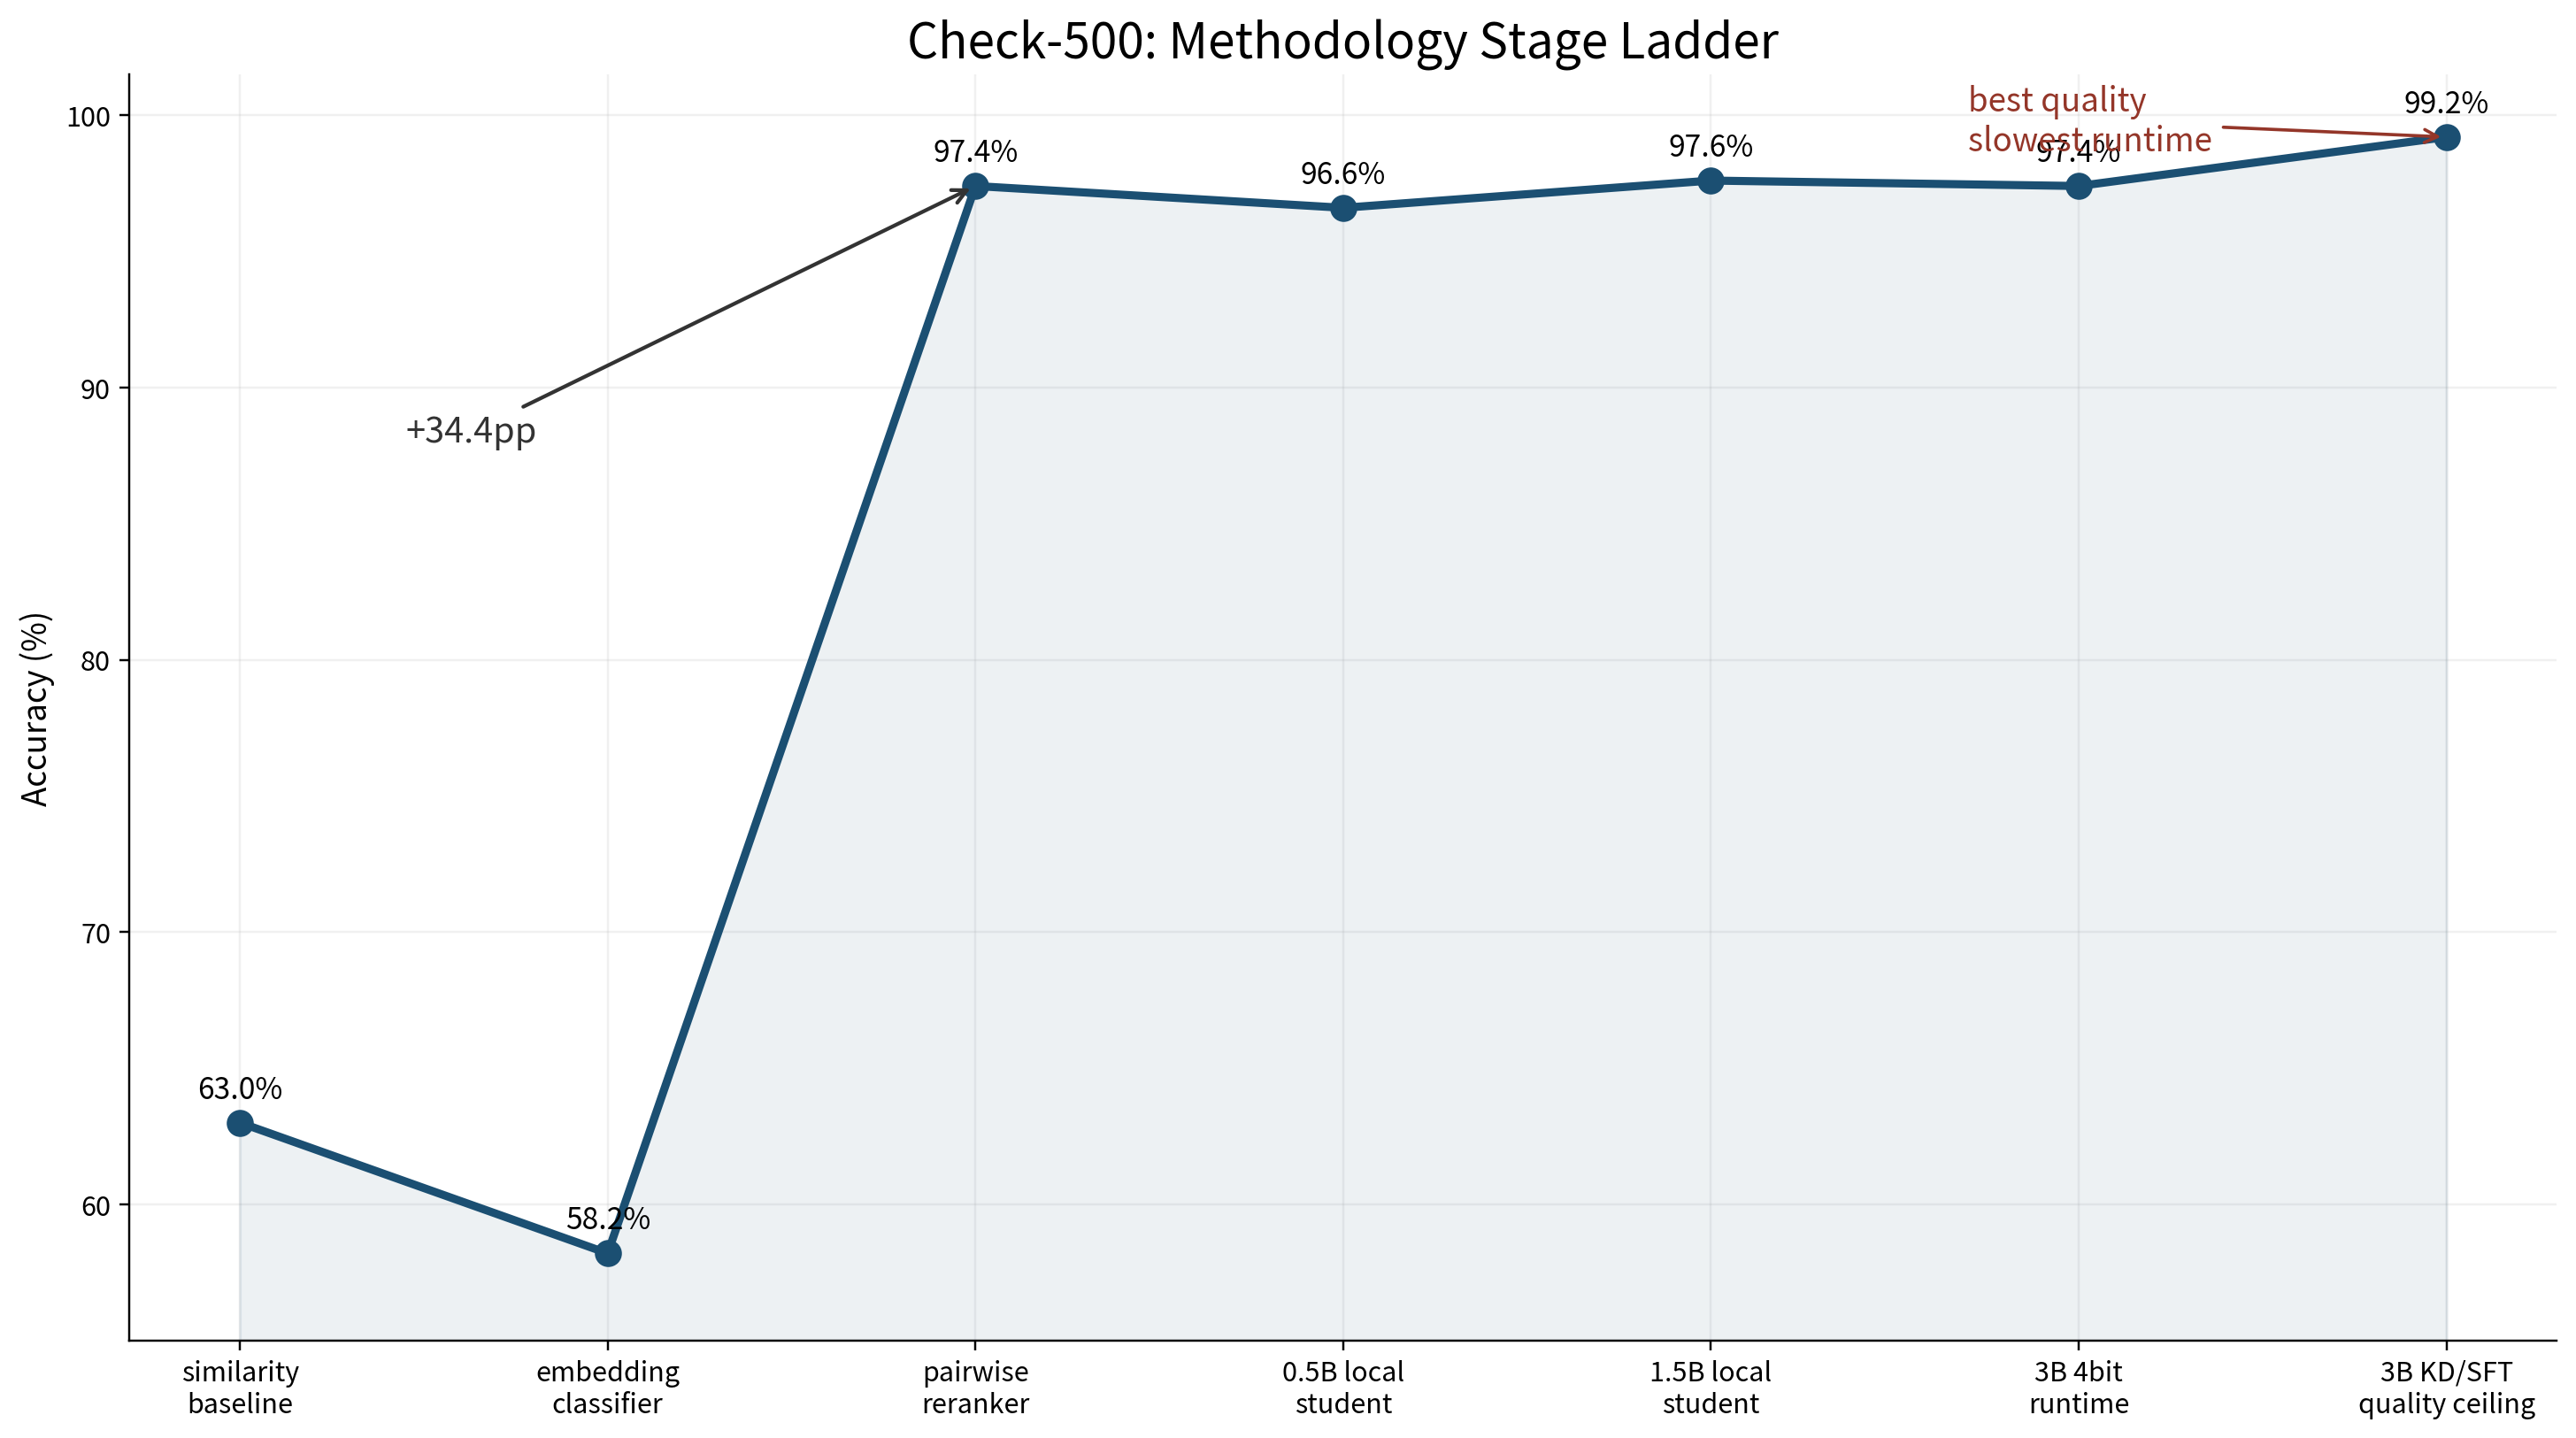 Check-500: Methodology Stage Ladder
best quality
slowest runtime
99.2%
97.4%
96.6%
97.6%
97.4%
+34.4pp
63.0%
58.2%
Accuracy (%)
100
90
80
70
60
similarity
baseline
embedding
classifier
pairwise
reranker
0.5B local
student
1.5B local
student
3B 4bit
runtime
3B KD/SFT
quality ceiling